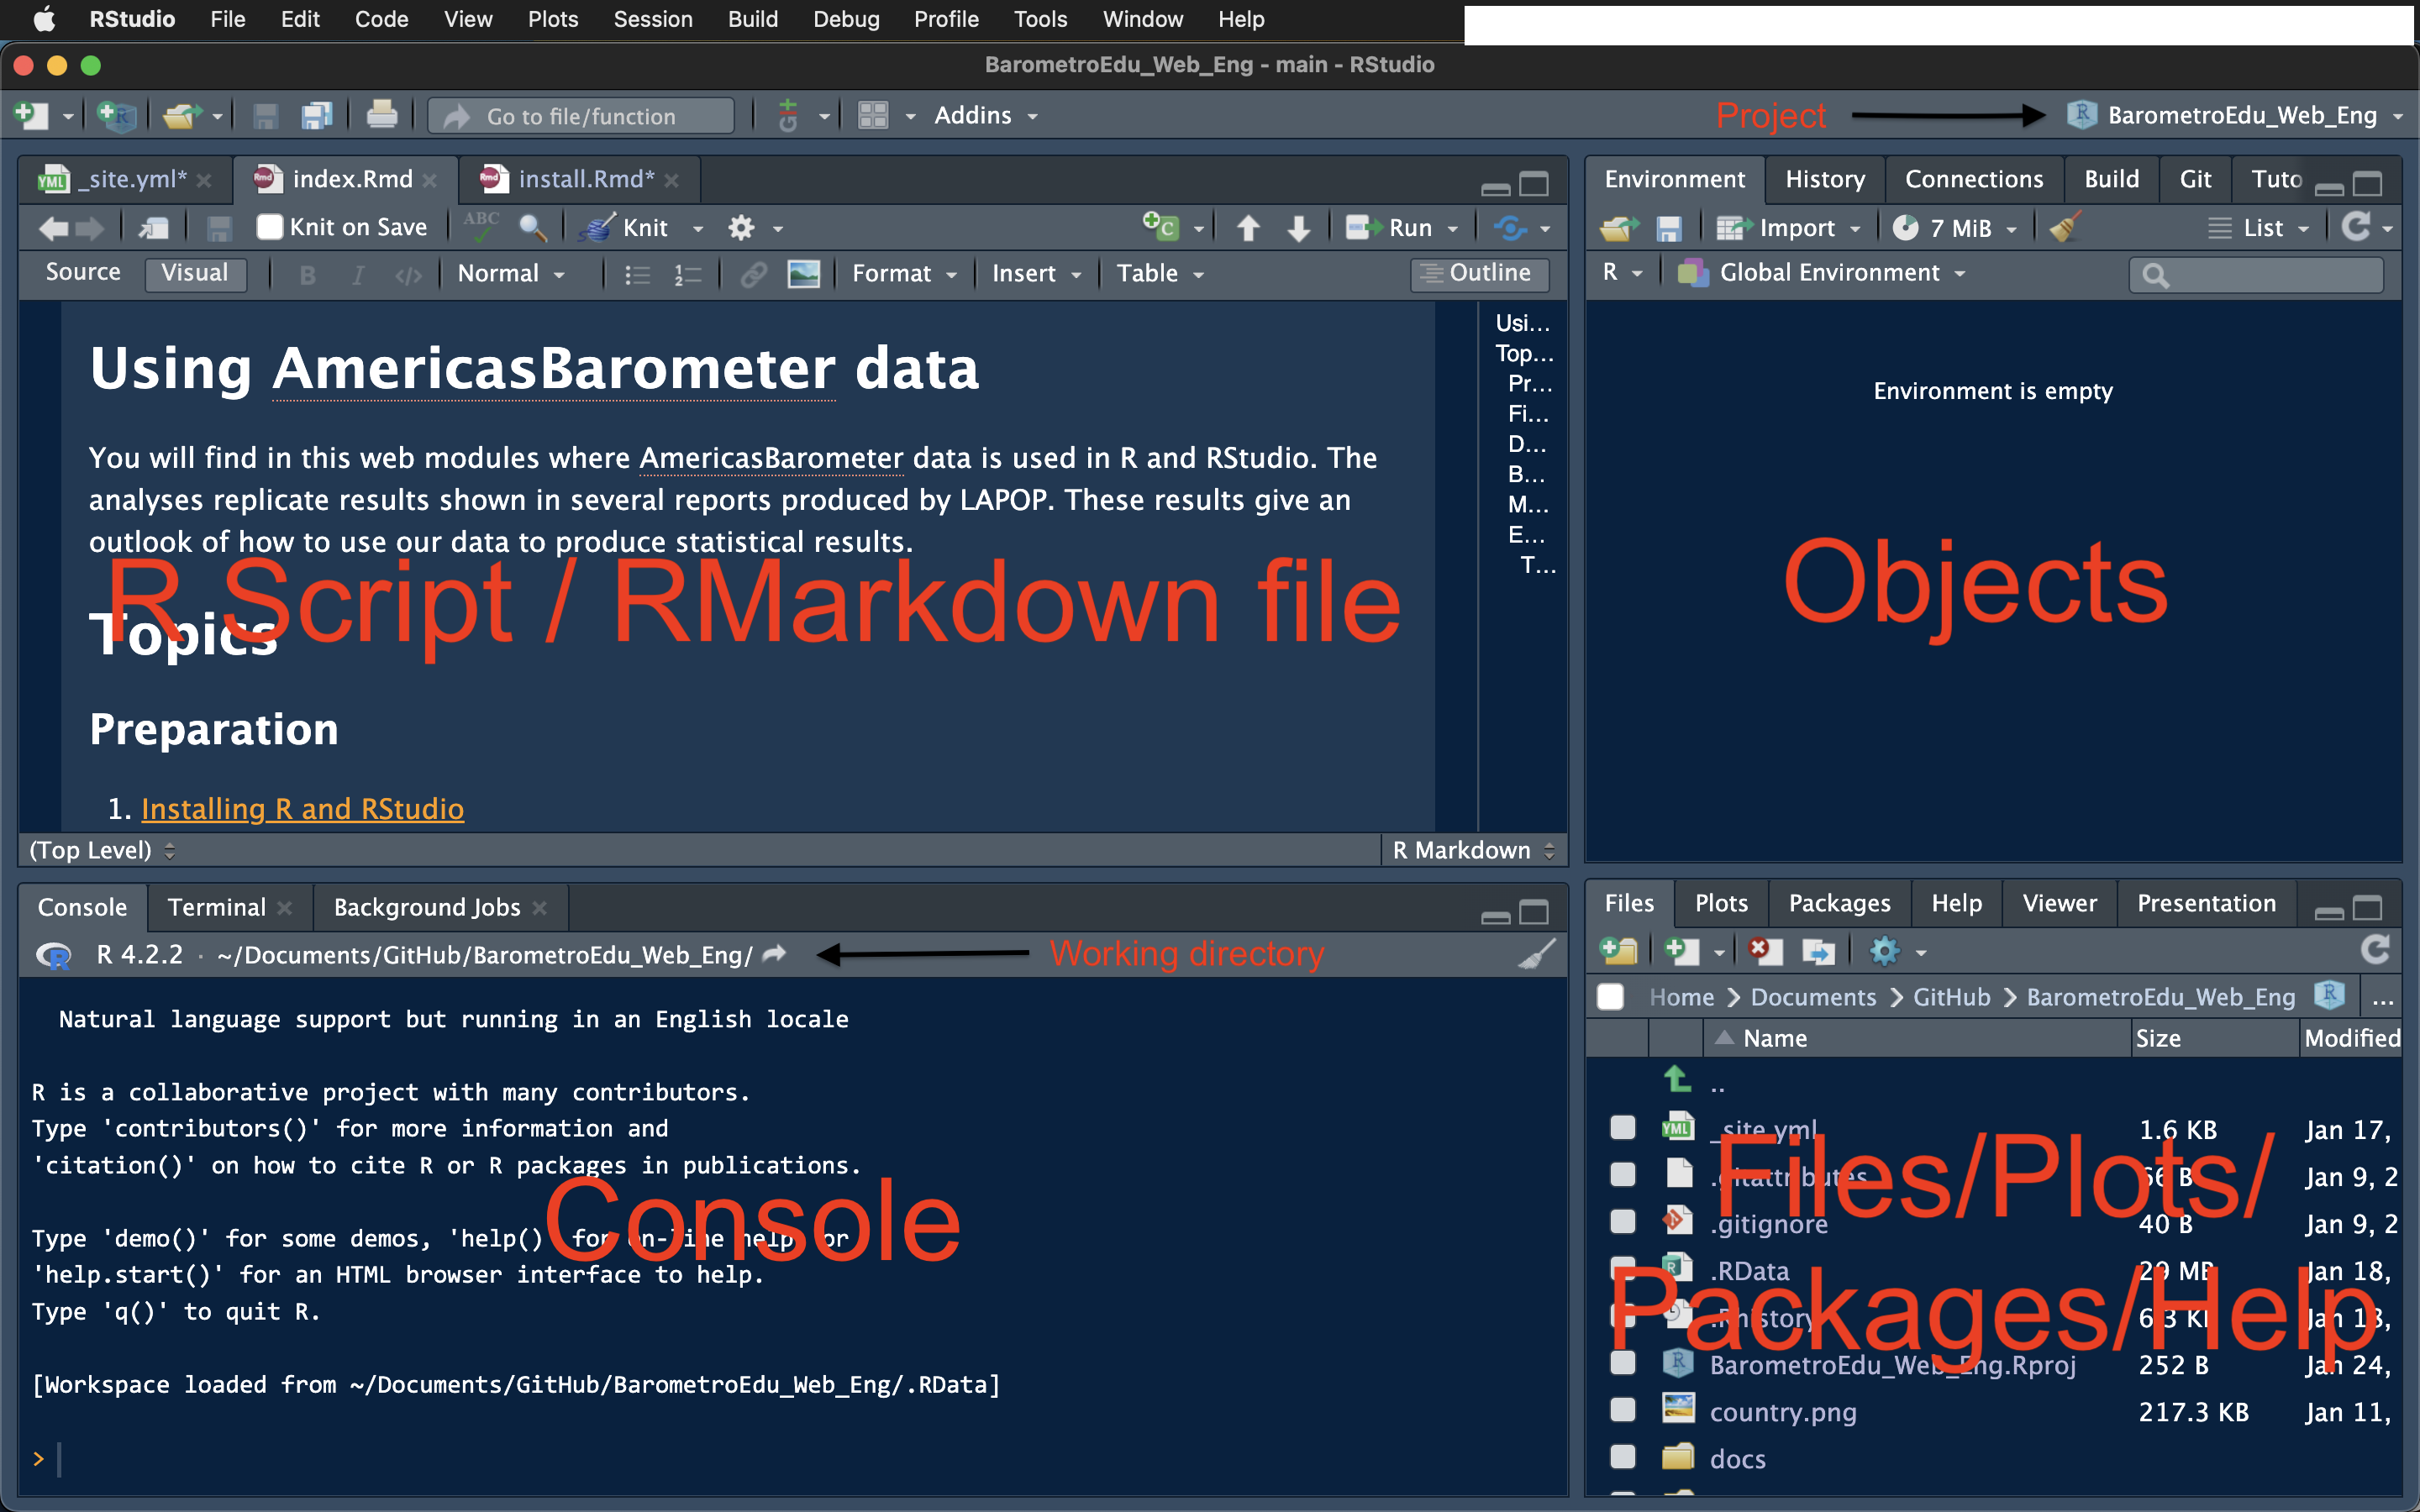 RStudio File Edit Code View Plots Session Build Debug Profile Tools Window Help
BarometroEdu_Web_Eng - main - RStudio
Go to file/function Addins Project BarometroEdu_Web_Eng
_site.yml* index.Rmd install.Rmd*
Knit on Save ABC Knit Run
Source Visual B I </> Normal Format Insert Table Outline
Using AmericasBarometer data
You will find in this web modules where AmericasBarometer data is used in R and RStudio. The
analyses replicate results shown in several reports produced by LAPOP. These results give an
outlook of how to use our data to produce statistical results.
R Script / RMarkdown file
Topics
Preparation
1. Installing R and RStudio
Usi...
Top...
Pr...
Fi...
D...
B...
M...
E...
T...
(Top Level) R Markdown
Environment History Connections Build Git Tuto
Import 7 MiB List
R Global Environment
Environment is empty
Objects
Console Terminal Background Jobs
R 4.2.2 · ~/Documents/GitHub/BarometroEdu_Web_Eng/ Working directory
Natural language support but running in an English locale
R is a collaborative project with many contributors.
Type 'contributors()' for more information and
'citation()' on how to cite R or R packages in publications.
Console
Type 'demo()' for some demos, 'help()' for on-line help, or
'help.start()' for an HTML browser interface to help.
Type 'q()' to quit R.
[Workspace loaded from ~/Documents/GitHub/BarometroEdu_Web_Eng/.RData]
>
Files Plots Packages Help Viewer Presentation
Home Documents GitHub BarometroEdu_Web_Eng ...
Name Size Modified
..
_site.yml 1.6 KB Jan 17,
.gitattributes 66 B Jan 9, 2
Files/Plots/
.gitignore 40 B Jan 9, 2
.RData 29 MB Jan 18,
Packages/Help
.Rhistory 6.3 KB Jan 18,
BarometroEdu_Web_Eng.Rproj 252 B Jan 24,
country.png 217.3 KB Jan 11,
docs